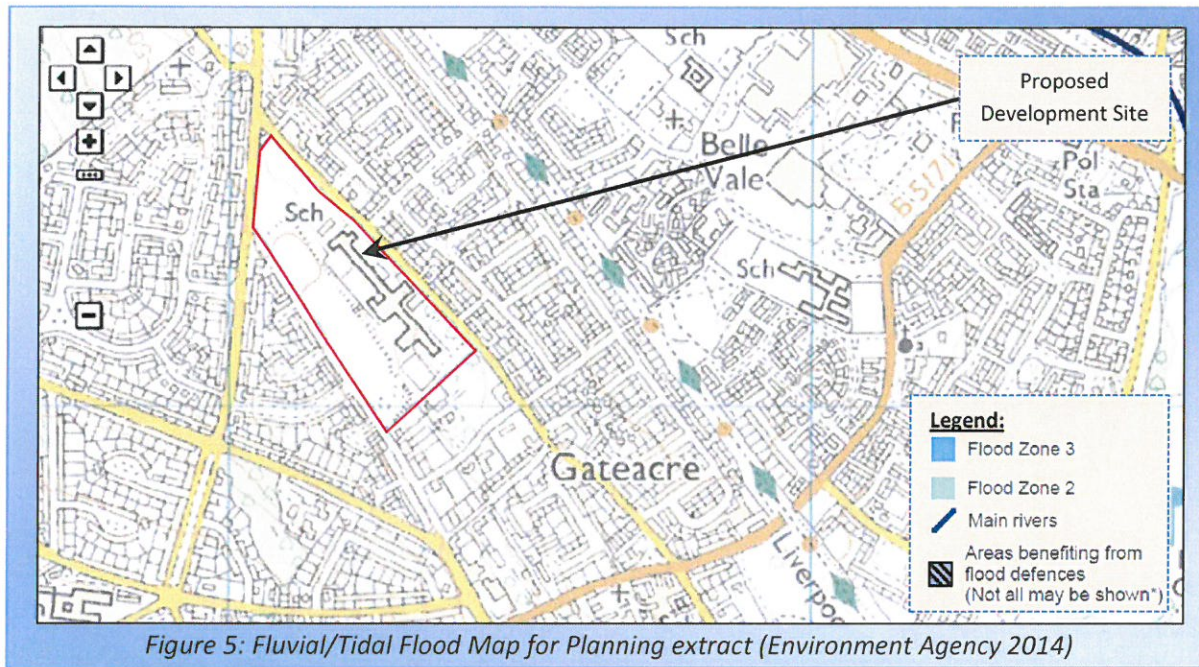 Sch
Proposed
Development Site
Belle
Vale
Pol
Sta
B 5171
Sch
Sch
Gateacre
Legend:
Flood Zone 3
Flood Zone 2
Main rivers
Areas benefiting from
flood defences
(Not all may be shown*)
Figure 5: Fluvial/Tidal Flood Map for Planning extract (Environment Agency 2014)